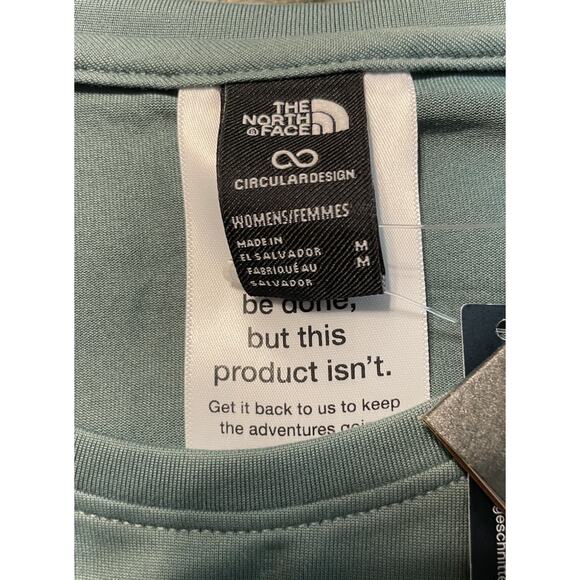 THE
NORTH
FACE
CIRCULARDESIGN
WOMENS/FEMMES
MADE IN
EL SALVADOR M
FABRIQUÉ AU M
SALVADOR
be done,
but this
product isn't.
Get it back to us to keep
the adventures